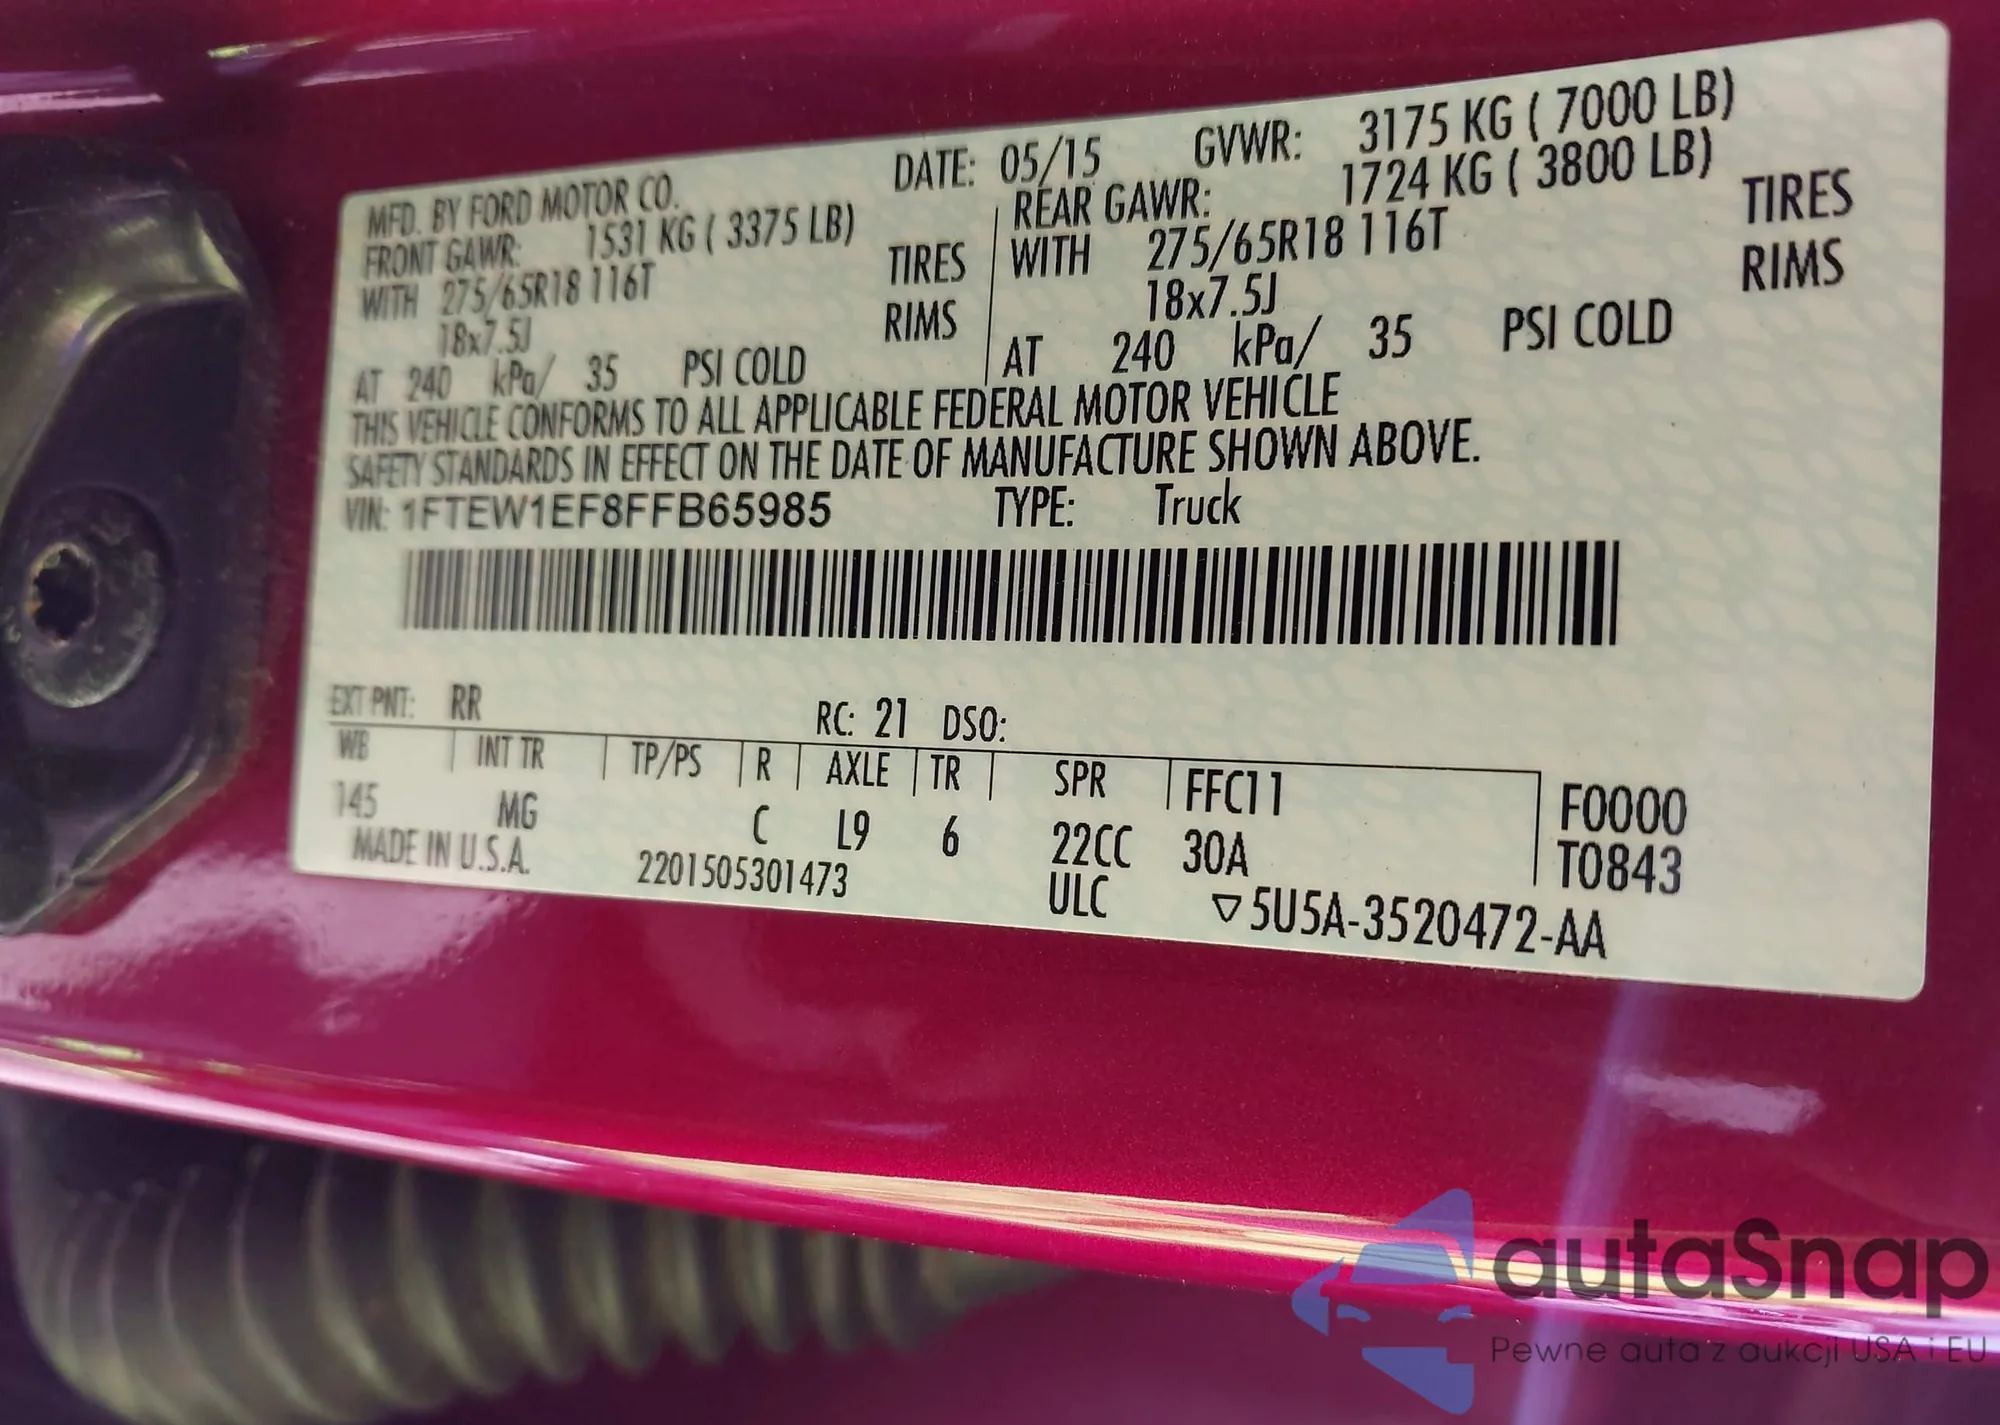 MFD. BY FORD MOTOR CO. DATE: 05/15 GVWR: 3175 KG ( 7000 LB)
FRONT GAWR: 1531 KG ( 3375 LB) REAR GAWR: 1724 KG ( 3800 LB)
WITH 275/65R18 116T TIRES WITH 275/65R18 116T TIRES
18x7.5J RIMS 18x7.5J RIMS
AT 240 kPa/ 35 PSI COLD AT 240 kPa/ 35 PSI COLD
THIS VEHICLE CONFORMS TO ALL APPLICABLE FEDERAL MOTOR VEHICLE
SAFETY STANDARDS IN EFFECT ON THE DATE OF MANUFACTURE SHOWN ABOVE.
VIN: 1FTEW1EF8FFB65985 TYPE: Truck
EXT PNT: RR RC: 21 DSO:
WB INT TR TP/PS R AXLE TR SPR FFC11 F0000
145 MG C L9 6 22CC 30A T0843
MADE IN U.S.A. 2201505301473 ULC ▽5U5A-3520472-AA
autaSnap
Pewne auta z aukcji USA i EU